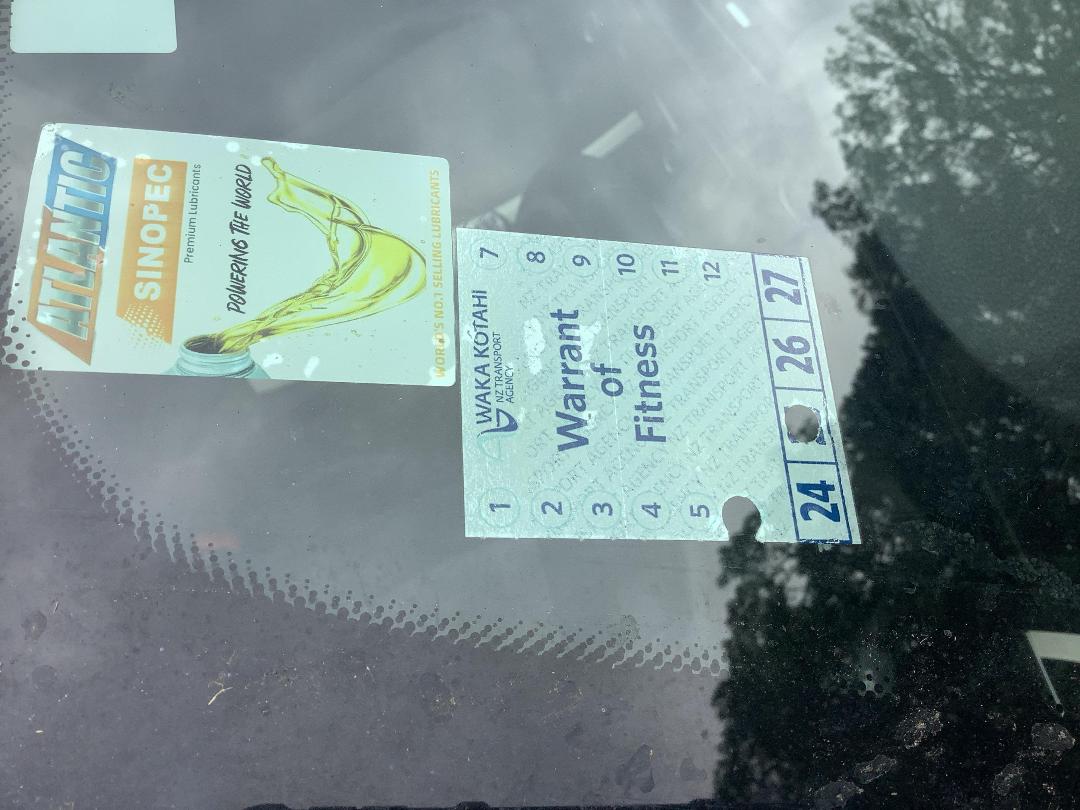 ATLANTIC
SINOPEC
Premium Lubricants
POWERING THE WORLD
WORLD'S NO.1 SELLING LUBRICANTS
WAKA KOTAHI
NZ TRANSPORT
AGENCY
Warrant
of
Fitness
1 7
2 8
3 9
4 10
5 11
12
24 26 27